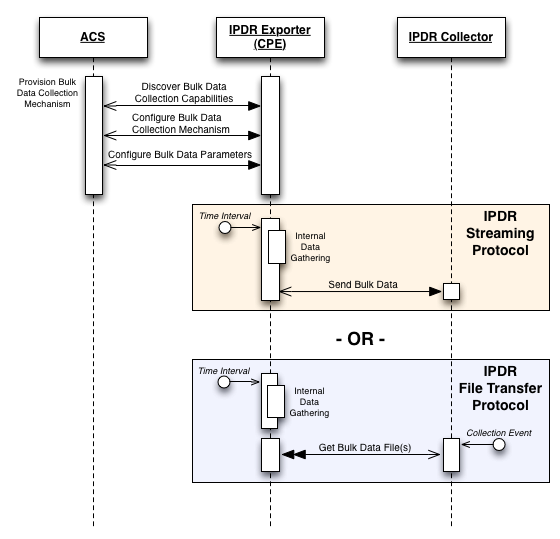 ACS
IPDR Exporter
(CPE)
IPDR Collector
Provision Bulk
Data Collection
Mechanism
Discover Bulk Data
Collection Capabilities
Configure Bulk Data
Collection Mechanism
Configure Bulk Data Parameters
Time Interval
IPDR
Streaming
Protocol
Internal
Data
Gathering
Send Bulk Data
- OR -
Time Interval
IPDR
File Transfer
Protocol
Internal
Data
Gathering
Collection Event
Get Bulk Data File(s)